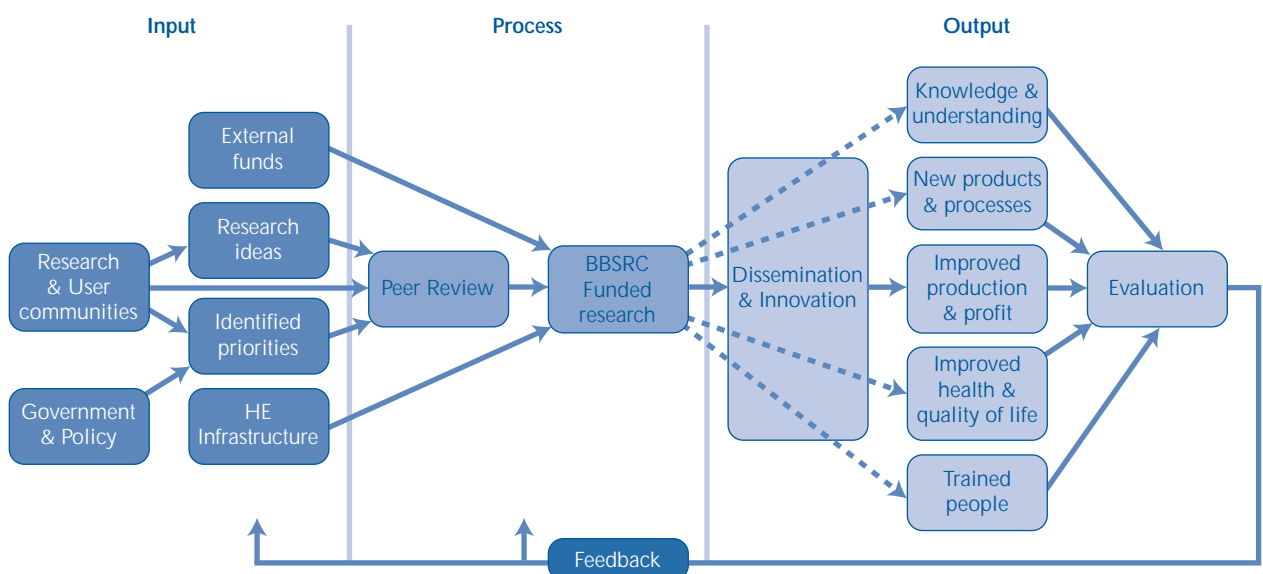 Input
Process
Output
External
funds
Research
ideas
Research
& User
communities
Identified
priorities
Government
& Policy
HE
Infrastructure
Peer Review
BBSRC
Funded
research
Dissemination
& Innovation
Knowledge &
understanding
New products
& processes
Improved
production
& profit
Improved
health &
quality of life
Trained
people
Evaluation
Feedback